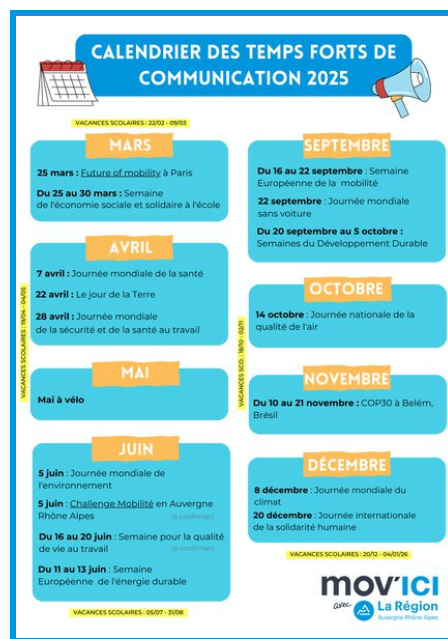 CALENDRIER DES TEMPS FORTS DE
COMMUNICATION 2025
VACANCES SCOLAIRES : 22/02 - 09/03
MARS
25 mars : Future of mobility à Paris
Du 25 au 30 mars : Semaine
de l'économie sociale et solidaire à l'école
AVRIL
7 avril : Journée mondiale de la santé
22 avril : Le jour de la Terre
28 avril : Journée mondiale
de la sécurité et de la santé au travail
VACANCES SCOLAIRES : 19/04 - 04/05
MAI
Mai à vélo
JUIN
5 juin : Journée mondiale de
l'environnement
5 juin : Challenge Mobilité en Auvergne
Rhône Alpes (à confirmer)
Du 16 au 20 juin : Semaine pour la qualité
de vie au travail (à confirmer)
Du 11 au 13 juin : Semaine
Européenne de l'énergie durable
VACANCES SCOLAIRES : 05/07 - 31/08
SEPTEMBRE
Du 16 au 22 septembre : Semaine
Européenne de la mobilité
22 septembre : Journée mondiale
sans voiture
Du 20 septembre au 5 octobre :
Semaines du Développement Durable
OCTOBRE
14 octobre : Journée nationale de la
qualité de l'air
VACANCES SCO. : 18/10 - 02/11
NOVEMBRE
Du 10 au 21 novembre : COP30 à Belém,
Brésil
DÉCEMBRE
8 décembre : Journée mondiale du
climat
20 décembre : Journée internationale
de la solidarité humaine
VACANCES SCOLAIRES : 20/12 - 04/01/26
mov'ICI
avec La Région
Auvergne-Rhône-Alpes